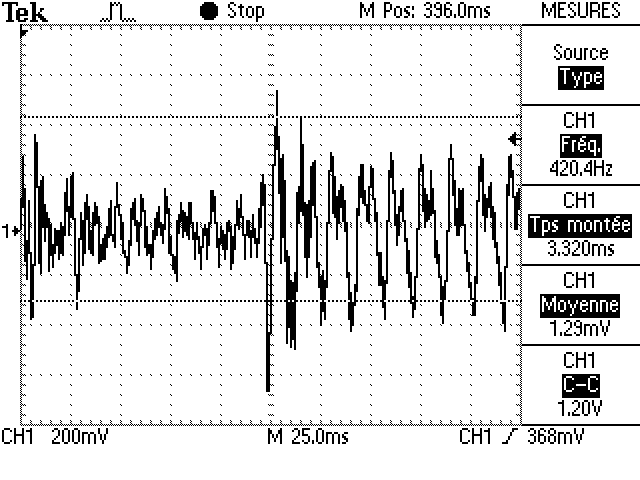 Tek Stop M Pos: 396.0ms MESURES
Source
Type
CH1
Fréq.
420.4Hz
CH1
Tps montée
3.320ms
1
CH1
Moyenne
1.29mV
CH1
C-C
1.20V
CH1 200mV M 25.0ms CH1 368mV